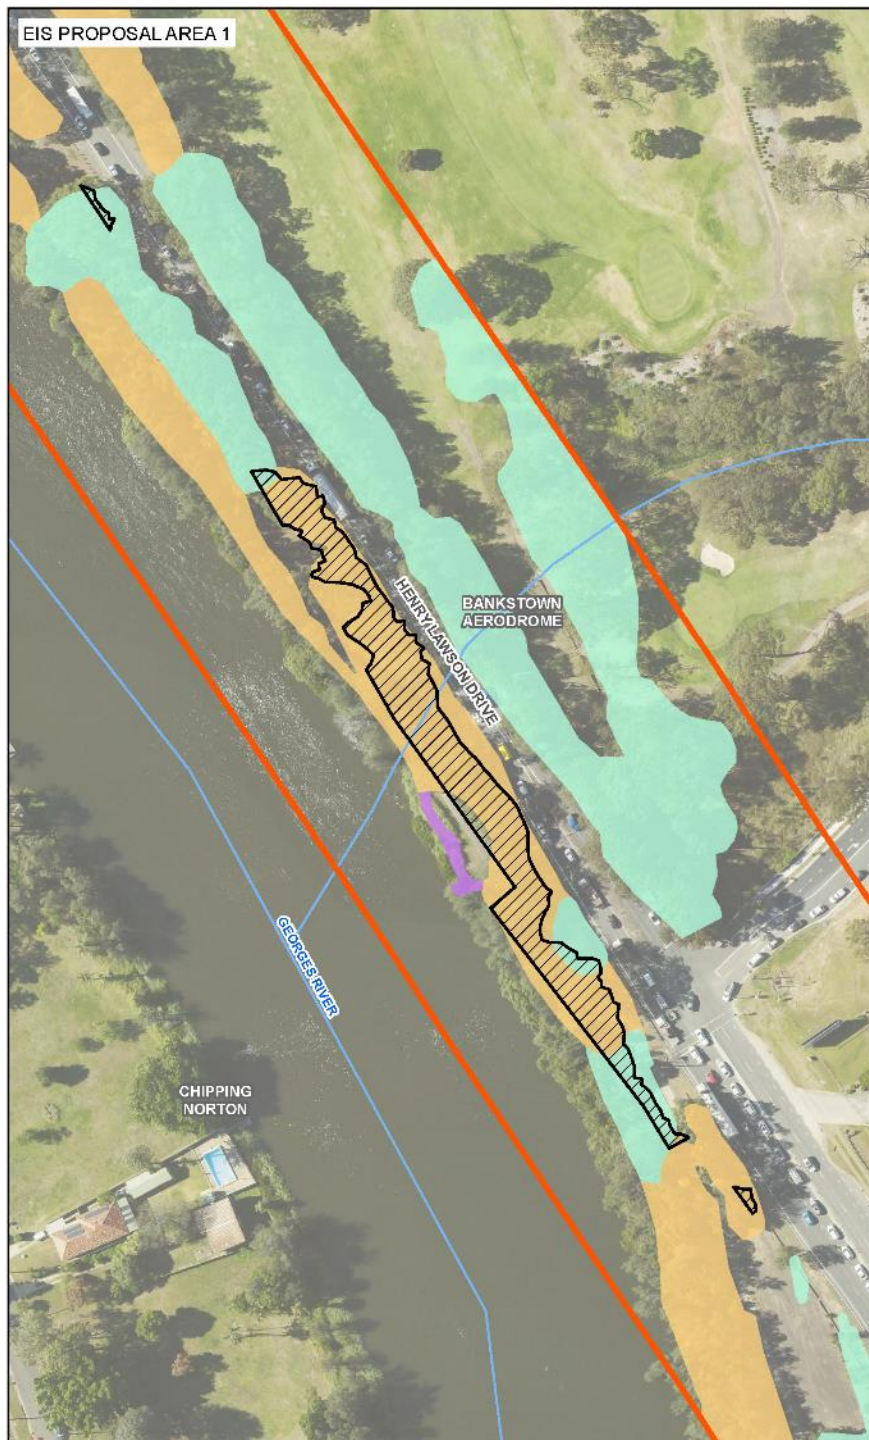 EIS PROPOSAL AREA 1
HENRY LAWSON DRIVE
BANKSTOWN
AERODROME
GEORGES RIVER
CHIPPING
NORTON